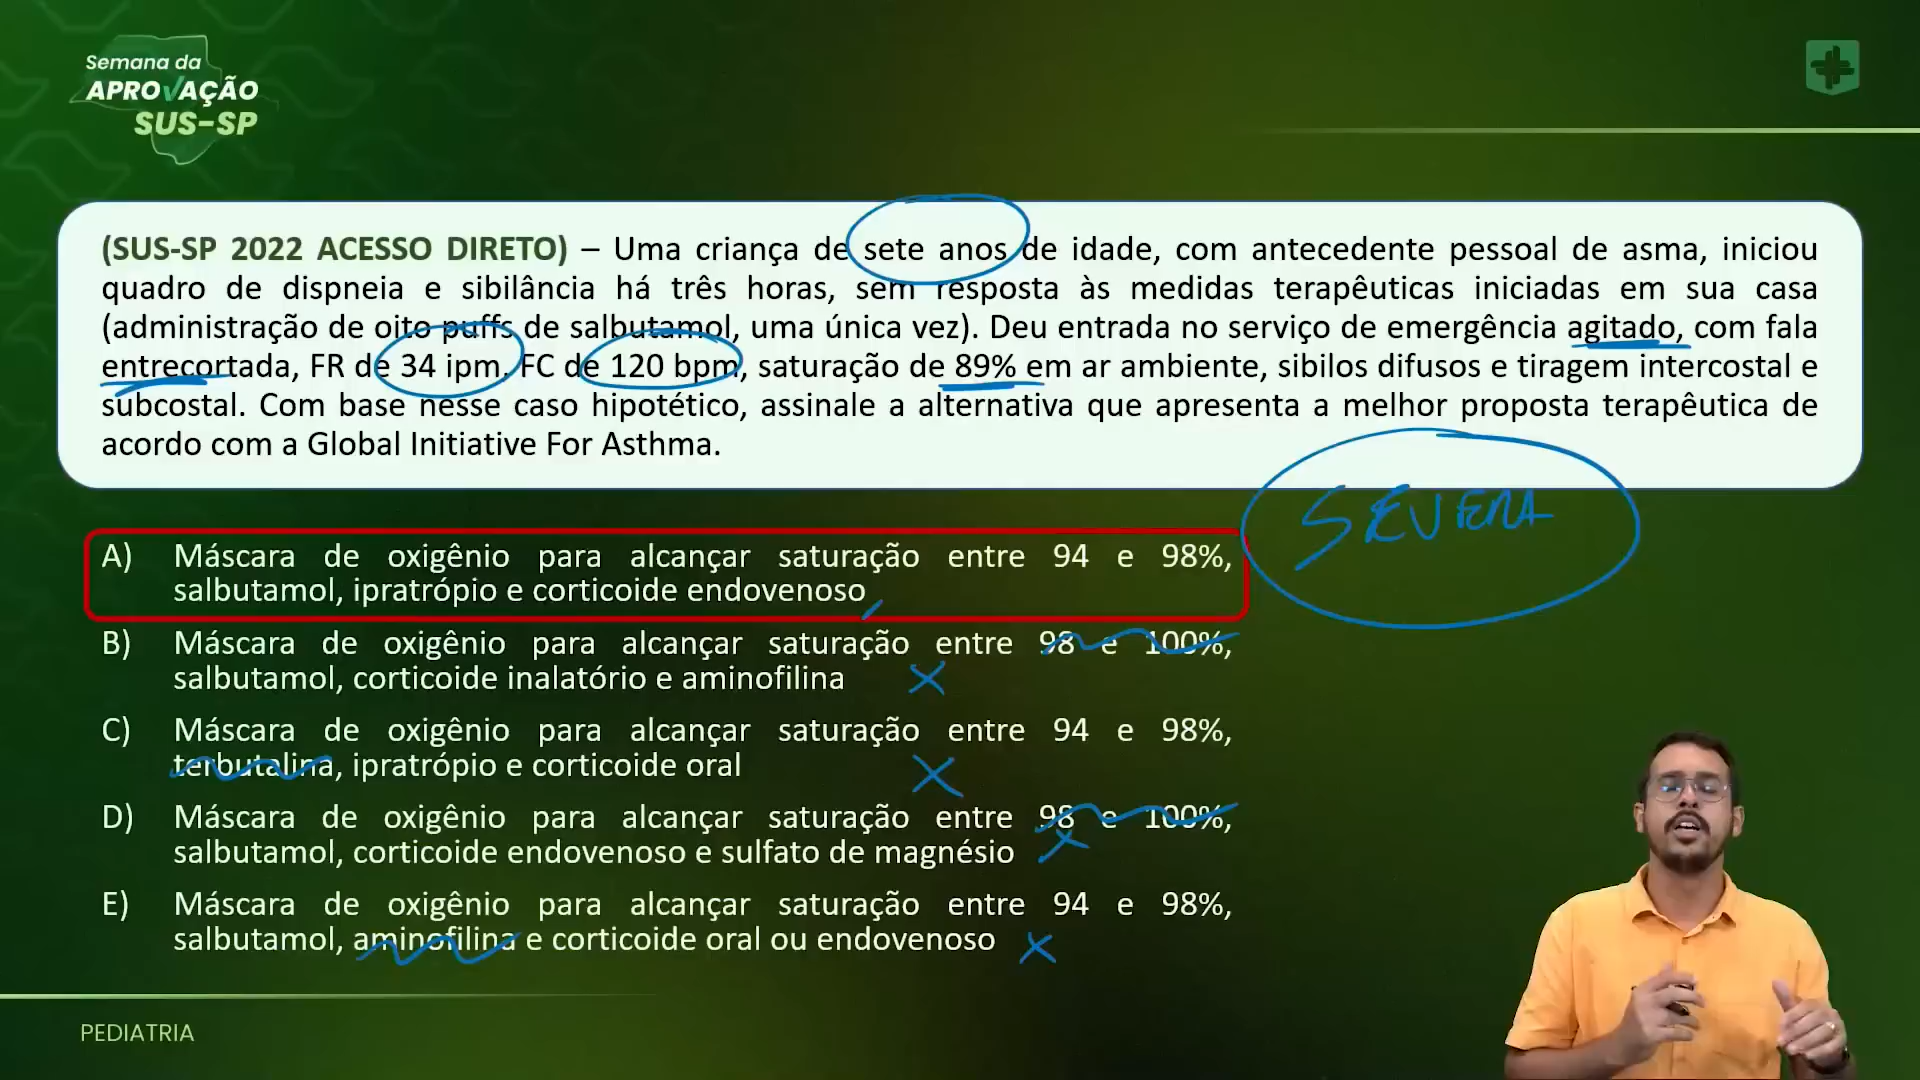 Semana da
APROVAÇÃO
SUS-SP
(SUS-SP 2022 ACESSO DIRETO) – Uma criança de sete anos de idade, com antecedente pessoal de asma, iniciou
quadro de dispneia e sibilância há três horas, sem resposta às medidas terapêuticas iniciadas em sua casa
(administração de oito puffs de salbutamol, uma única vez). Deu entrada no serviço de emergência agitado, com fala
entrecortada, FR de 34 ipm, FC de 120 bpm, saturação de 89% em ar ambiente, sibilos difusos e tiragem intercostal e
subcostal. Com base nesse caso hipotético, assinale a alternativa que apresenta a melhor proposta terapêutica de
acordo com a Global Initiative For Asthma.
SEVERA
A) Máscara de oxigênio para alcançar saturação entre 94 e 98%,
salbutamol, ipratrópio e corticoide endovenoso
B) Máscara de oxigênio para alcançar saturação entre 98 e 100%,
salbutamol, corticoide inalatório e aminofilina
C) Máscara de oxigênio para alcançar saturação entre 94 e 98%,
terbutalina, ipratrópio e corticoide oral
D) Máscara de oxigênio para alcançar saturação entre 98 e 100%,
salbutamol, corticoide endovenoso e sulfato de magnésio
E) Máscara de oxigênio para alcançar saturação entre 94 e 98%,
salbutamol, aminofilina e corticoide oral ou endovenoso
PEDIATRIA